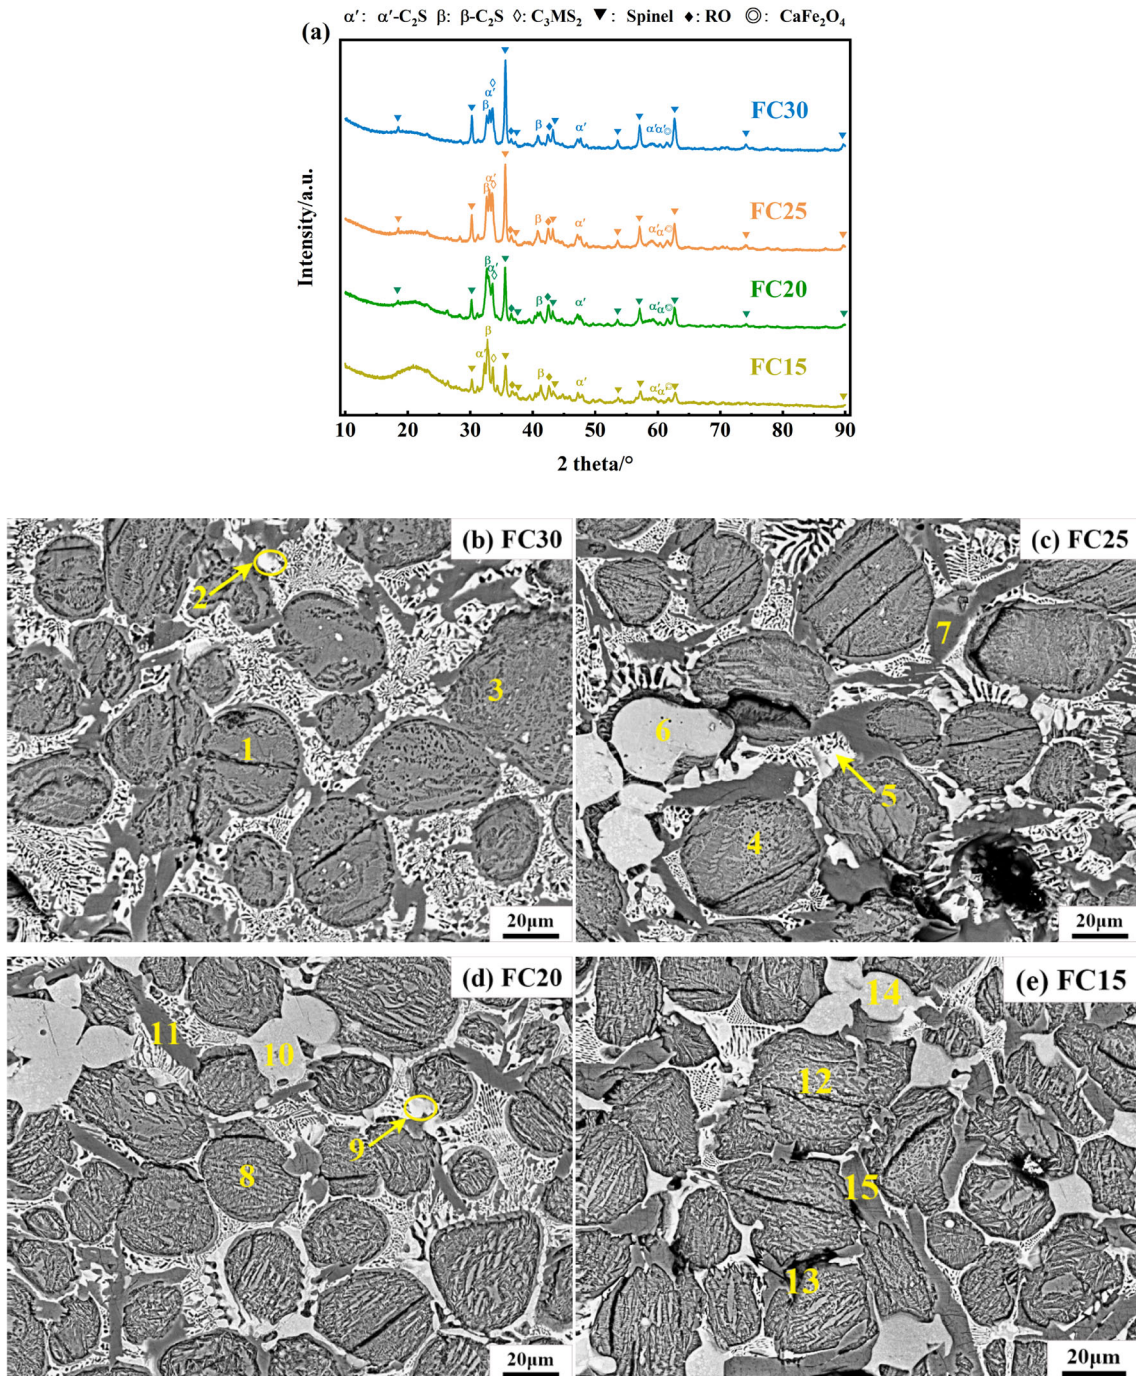 α′: α′-C₂S β: β-C₂S ◊: C₃MS₂ ▼: Spinel ♦: RO ◎: CaFe₂O₄
(a)
◊
α′
β
FC30
β
α′
α′α′◎
α′
β
◊
FC25
β
α′
α′
α◎
β
α′
◊
FC20
β
α′
α′
α◎
β
α′
◊
FC15
β
α′
α′
α◎
Intensity/a.u.
10 20 30 40 50 60 70 80 90
2 theta/°
(b) FC30
2
3
1
20μm
(c) FC25
7
6
5
4
20μm
(d) FC20
11
10
9
8
20μm
(e) FC15
14
12
15
13
20μm